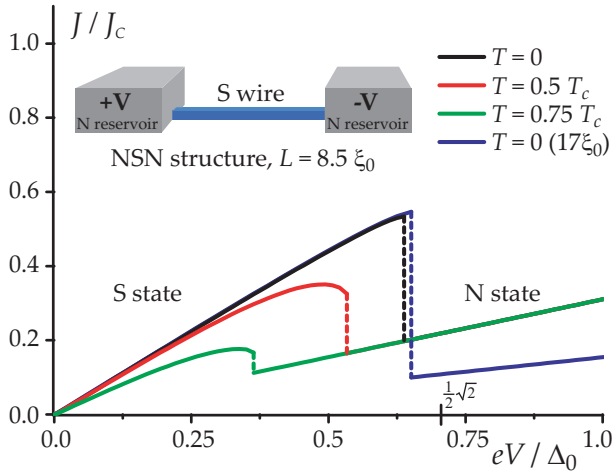 J / J_C
1.0
0.8
0.6
0.4
0.2
0.0
+V
N reservoir
S wire
-V
N reservoir
NSN structure, L = 8.5 ξ₀
T = 0
T = 0.5 T_c
T = 0.75 T_c
T = 0 (17ξ₀)
S state
N state
½√2
0.0
0.25
0.5
0.75
1.0
eV / Δ₀